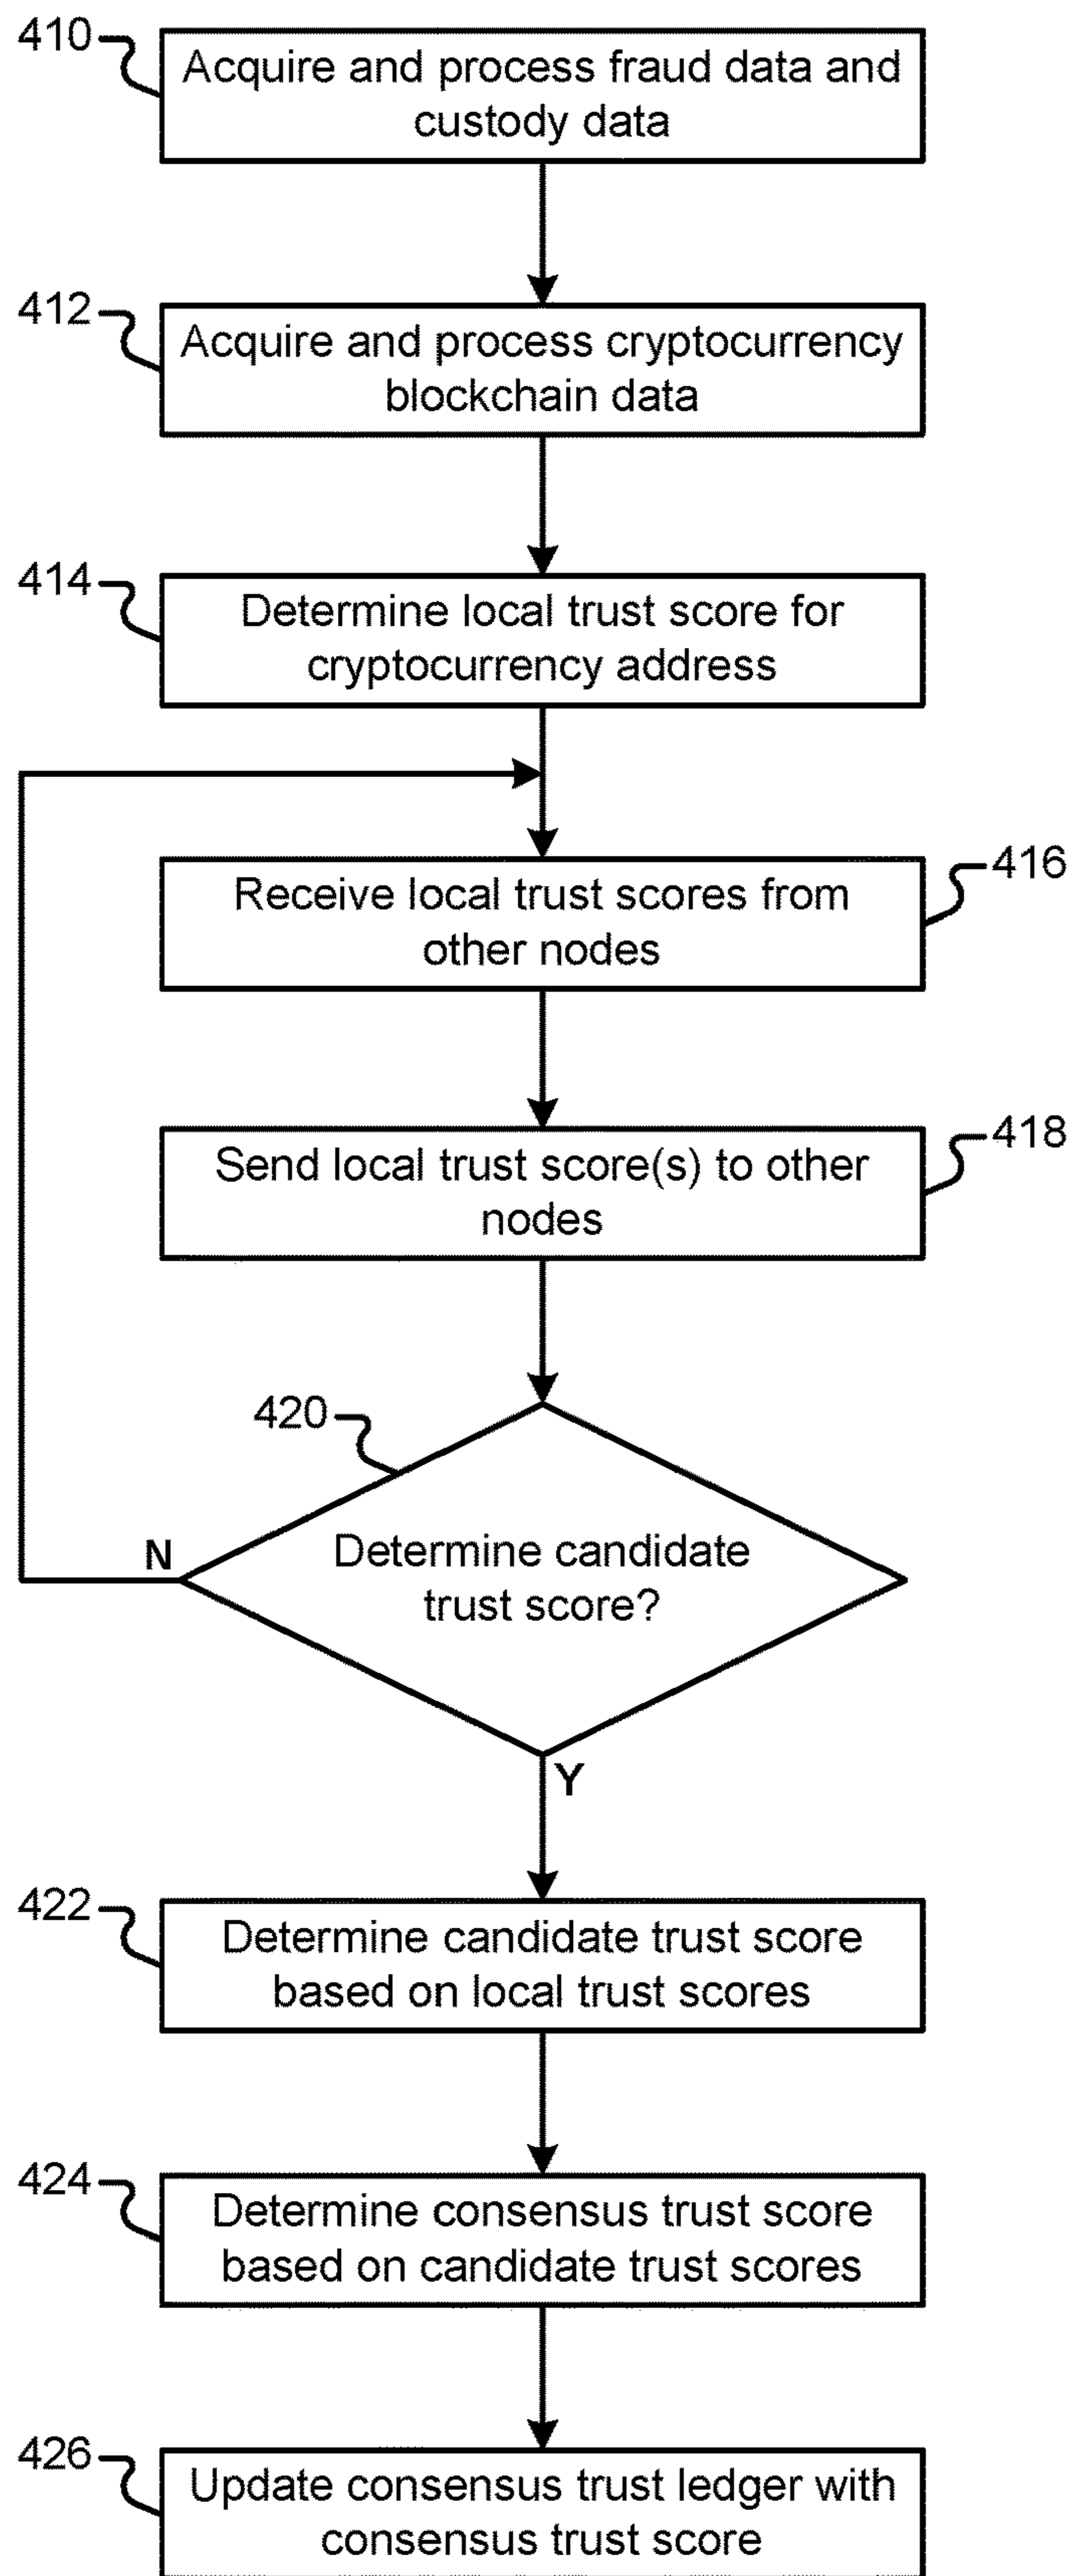 410
Acquire and process fraud data and
custody data
412
Acquire and process cryptocurrency
blockchain data
414
Determine local trust score for
cryptocurrency address
416
Receive local trust scores from
other nodes
418
Send local trust score(s) to other
nodes
420
Determine candidate
trust score?
N
Y
422
Determine candidate trust score
based on local trust scores
424
Determine consensus trust score
based on candidate trust scores
426
Update consensus trust ledger with
consensus trust score